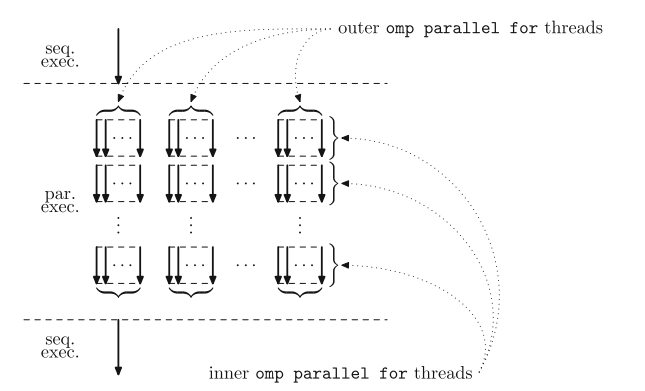 outer omp parallel for threads
seq.
exec.
... ... ... ...
... ... ... ...
par.
exec.
... ... ... ...
seq.
exec.
inner omp parallel for threads